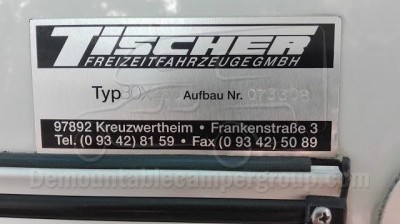 TISCHER
FREIZEITFAHRZEUGE GMBH
Typ Aufbau Nr. 073308
97892 Kreuzwertheim • Frankenstraße 3
Tel. (0 93 42) 81 59 • Fax (0 93 42) 50 89
Demountablecampergroup.com